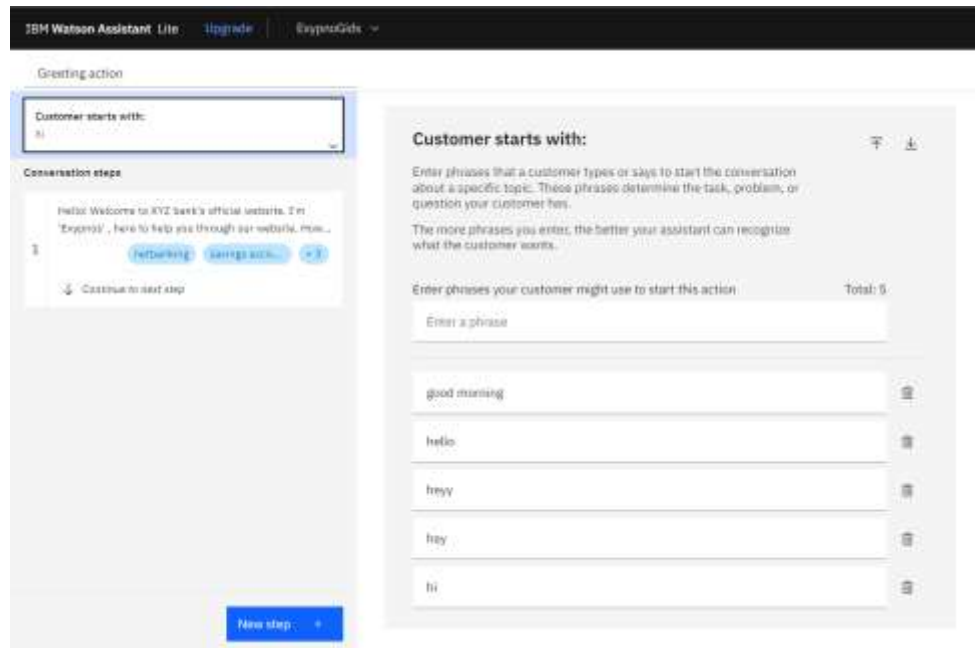 IBM Watson Assistant Lite Upgrade
Greeting action
Customer starts with:
hi
Conversation steps
1
Hello! Welcome to XYZ bank's official website. I'm
, here to help you through our website. How...
netbanking savings acco... + 3
Continue to next step
New step +
Customer starts with:
Enter phrases that a customer types or says to start the conversation
about a specific topic. These phrases determine the task, problem, or
question your customer has.
The more phrases you enter, the better your assistant can recognize
what the customer wants.
Enter phrases your customer might use to start this action Total: 5
Enter a phrase
good morning
hello
heyy
hey
hi